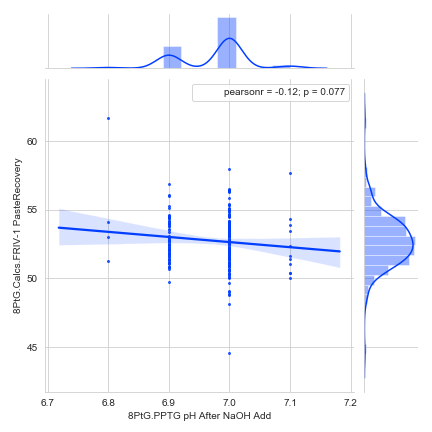 pearsonr = -0.12; p = 0.077
60
55
50
45
8PtG.Calcs.FRIV-1 PasteRecovery
6.7 6.8 6.9 7.0 7.1 7.2
8PtG.PPTG pH After NaOH Add